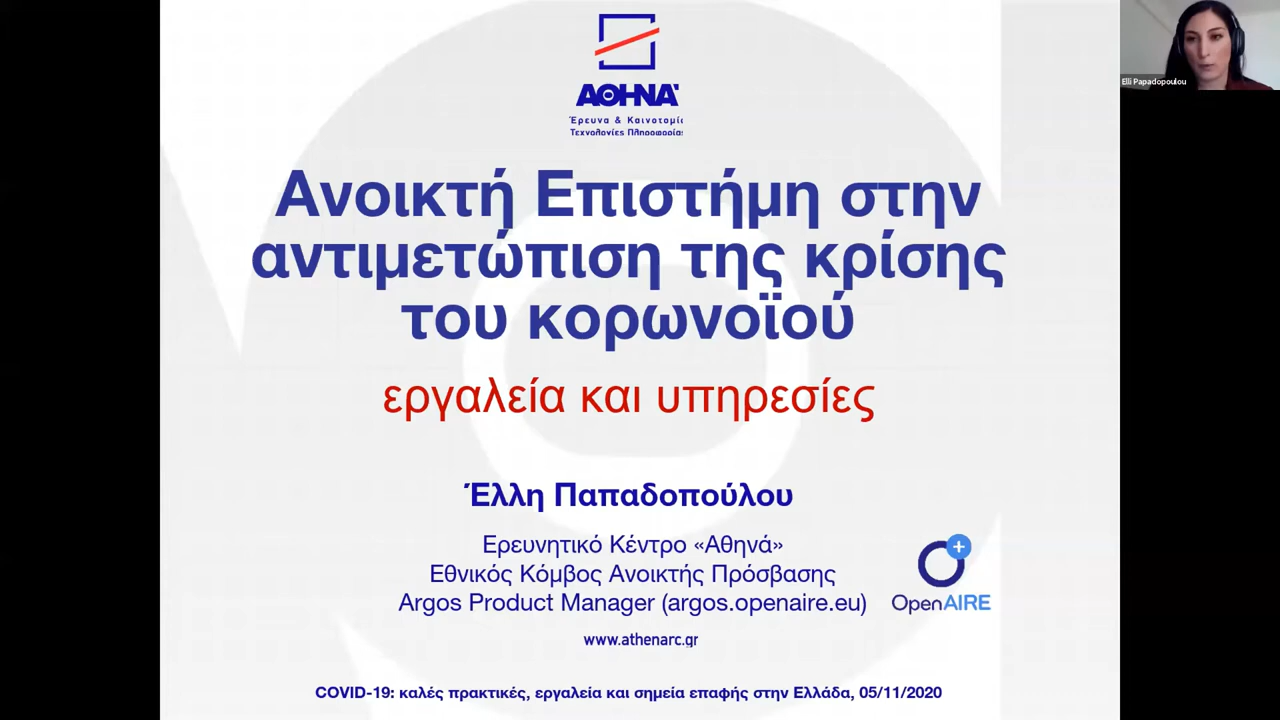 ΑΘΗΝΑ
Έρευνα & Καινοτομί
Τεχνολογίες Πληροφορία
Elli Papadopoulou
Ανοικτή Επιστήμη στην
αντιμετώπιση της κρίσης
του κορωνοϊού
εργαλεία και υπηρεσίες
Έλλη Παπαδοπούλου
Ερευνητικό Κέντρο «Αθηνά»
Εθνικός Κόμβος Ανοικτής Πρόσβασης
Argos Product Manager (argos.openaire.eu)
OpenAIRE
www.athenarc.gr
COVID-19: καλές πρακτικές, εργαλεία και σημεία επαφής στην Ελλάδα, 05/11/2020